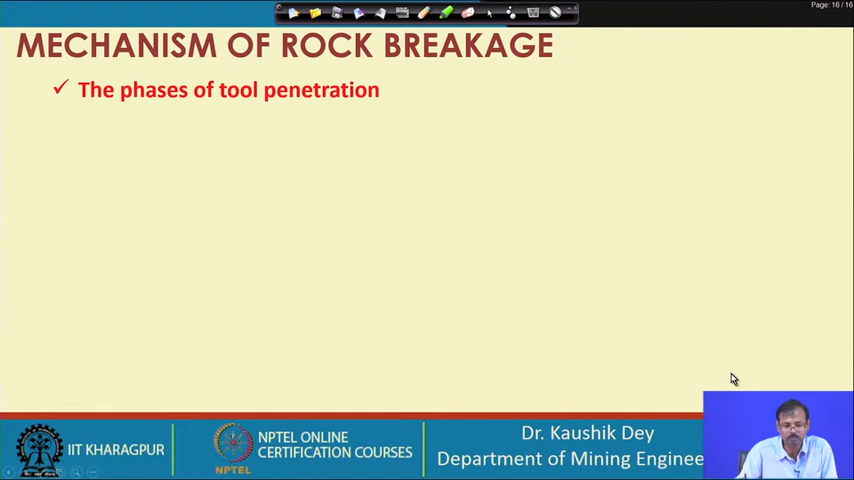 Page: 16 / 16
MECHANISM OF ROCK BREAKAGE
✓ The phases of tool penetration
IIT KHARAGPUR
NPTEL
NPTEL ONLINE
CERTIFICATION COURSES
Dr. Kaushik Dey
Department of Mining Enginee